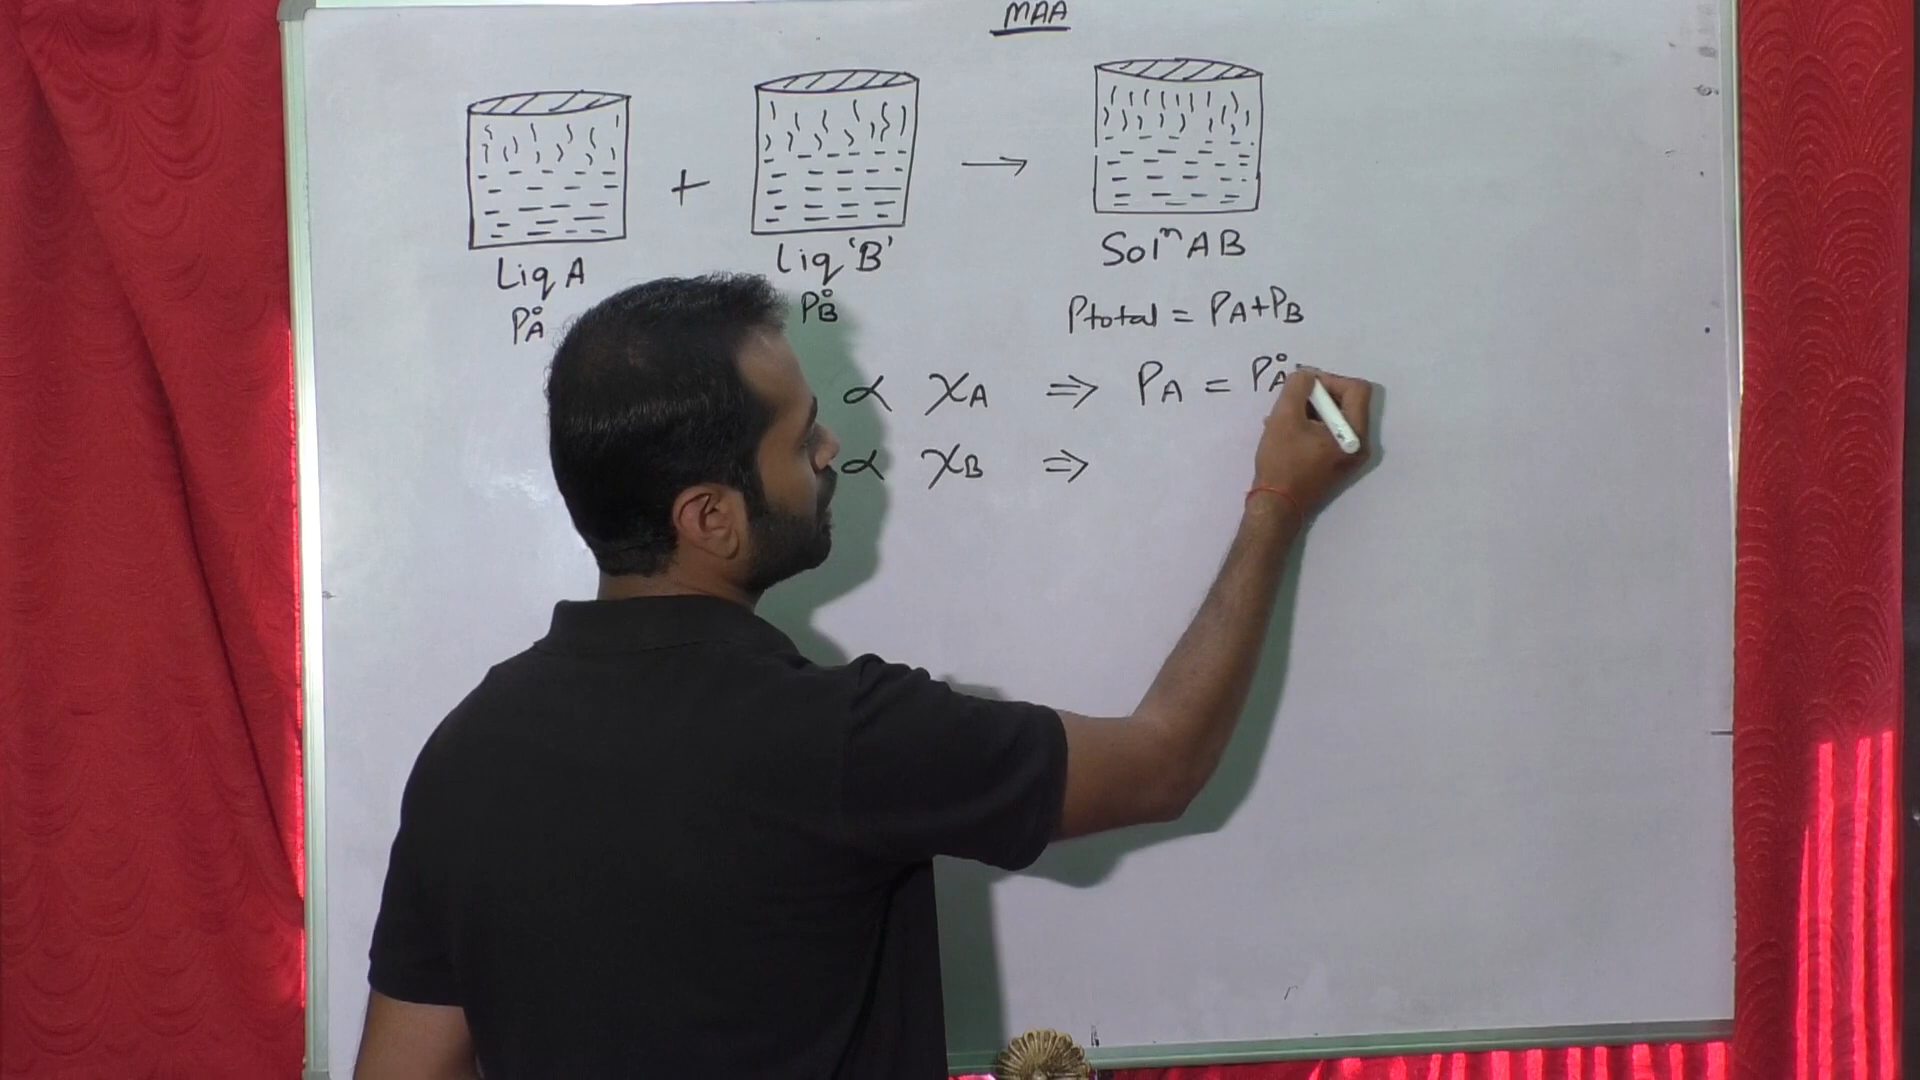 MAA
+ →
Liq A Liq 'B' Solⁿ AB
P°A P°B Ptotal = PA+PB
∝ χA ⇒ PA = P°A
∝ χB ⇒